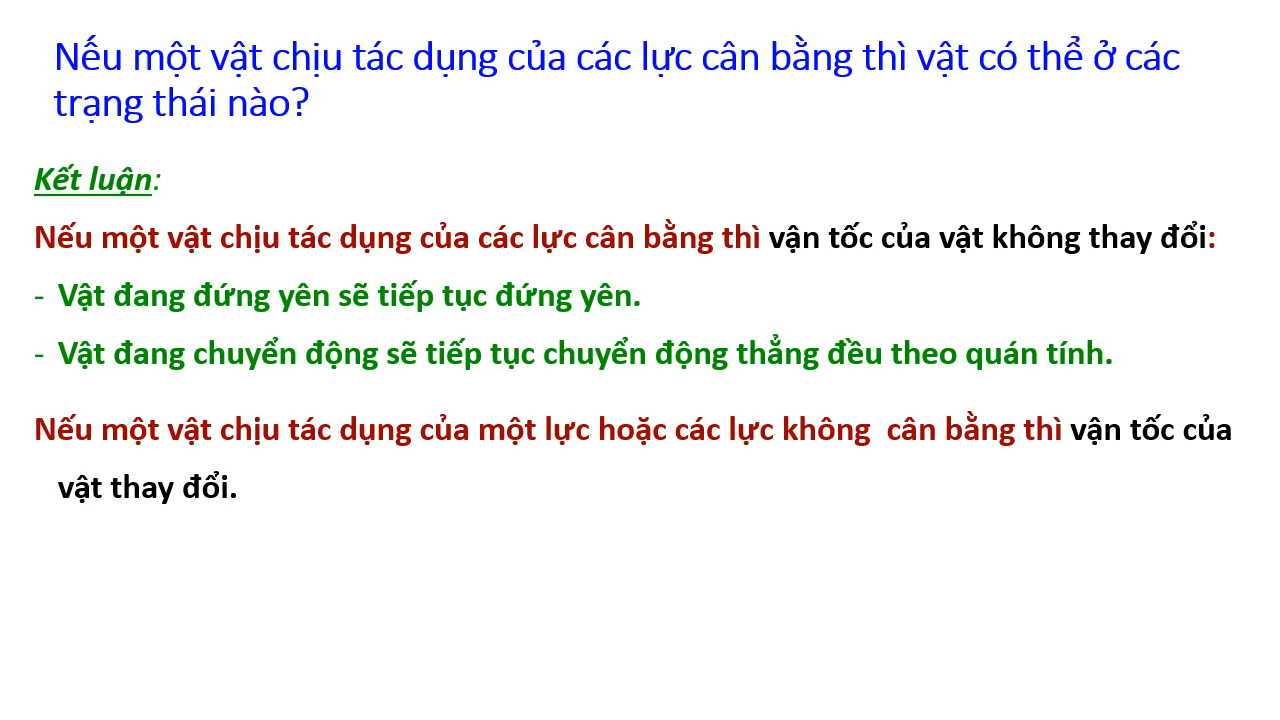 Nếu một vật chịu tác dụng của các lực cân bằng thì vật có thể ở các
trạng thái nào?
Kết luận:
Nếu một vật chịu tác dụng của các lực cân bằng thì vận tốc của vật không thay đổi:
- Vật đang đứng yên sẽ tiếp tục đứng yên.
- Vật đang chuyển động sẽ tiếp tục chuyển động thẳng đều theo quán tính.
Nếu một vật chịu tác dụng của một lực hoặc các lực không cân bằng thì vận tốc của
vật thay đổi.